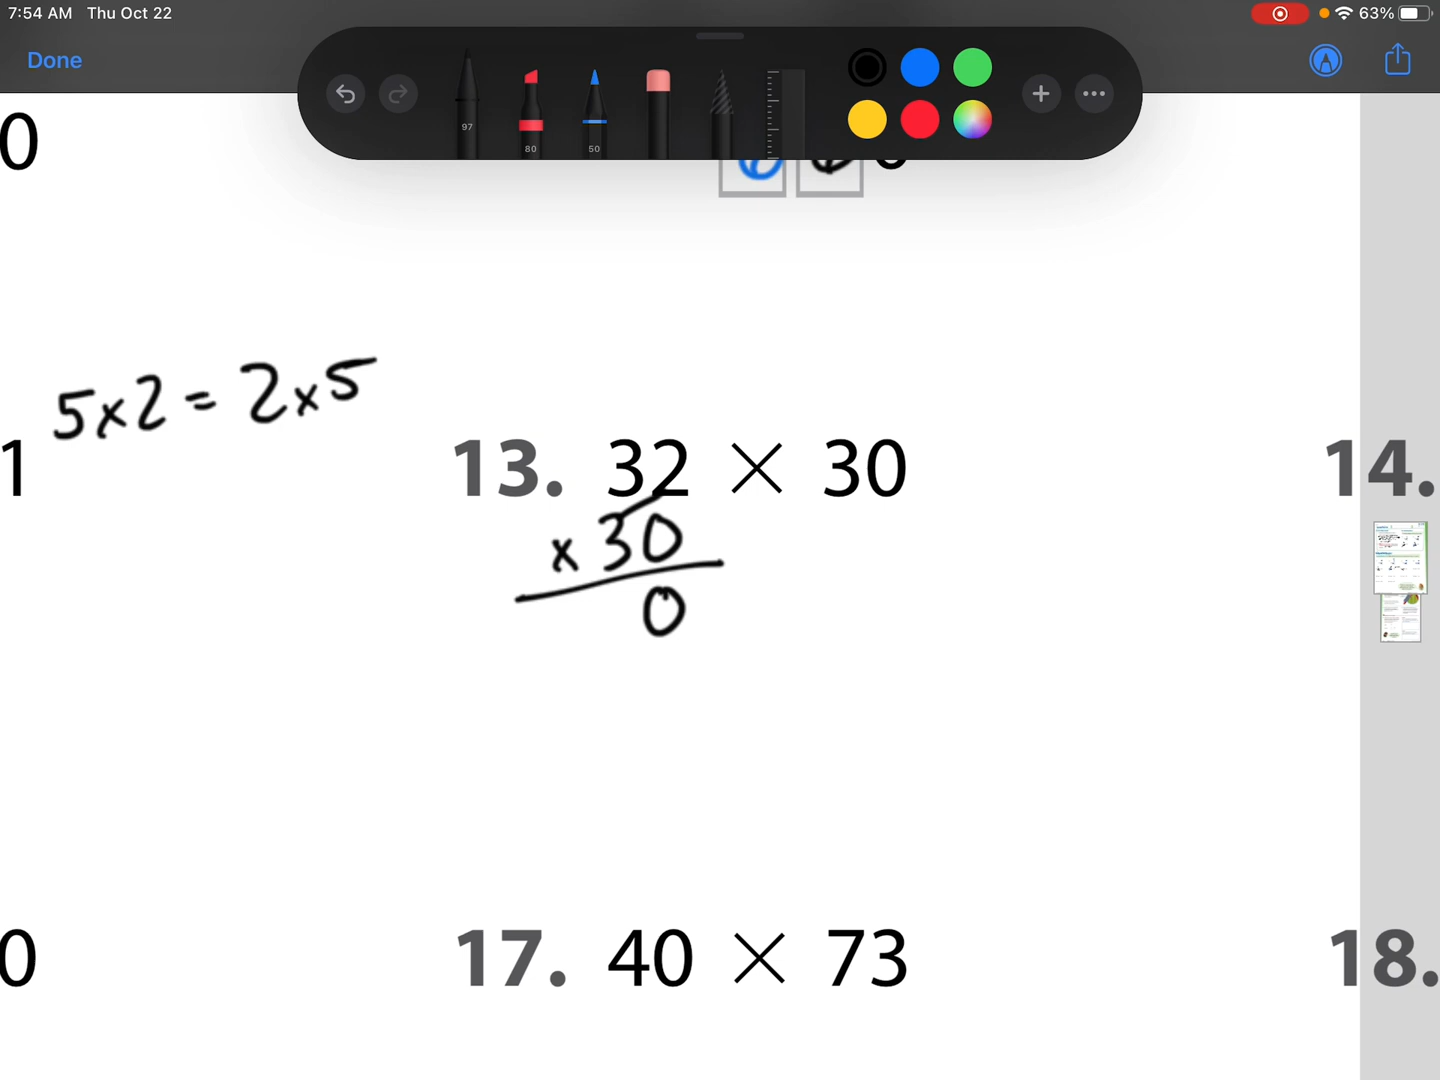 7:54 AM Thu Oct 22
63%
Done
97
80
50
0
0
5x2 = 2x5
1
13. 32 × 30
14.
x 30
0
0
17. 40 × 73
18.